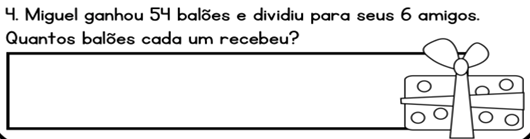 4. Miguel ganhou 54 balões e dividiu para seus 6 amigos.
Quantos balões cada um recebeu?